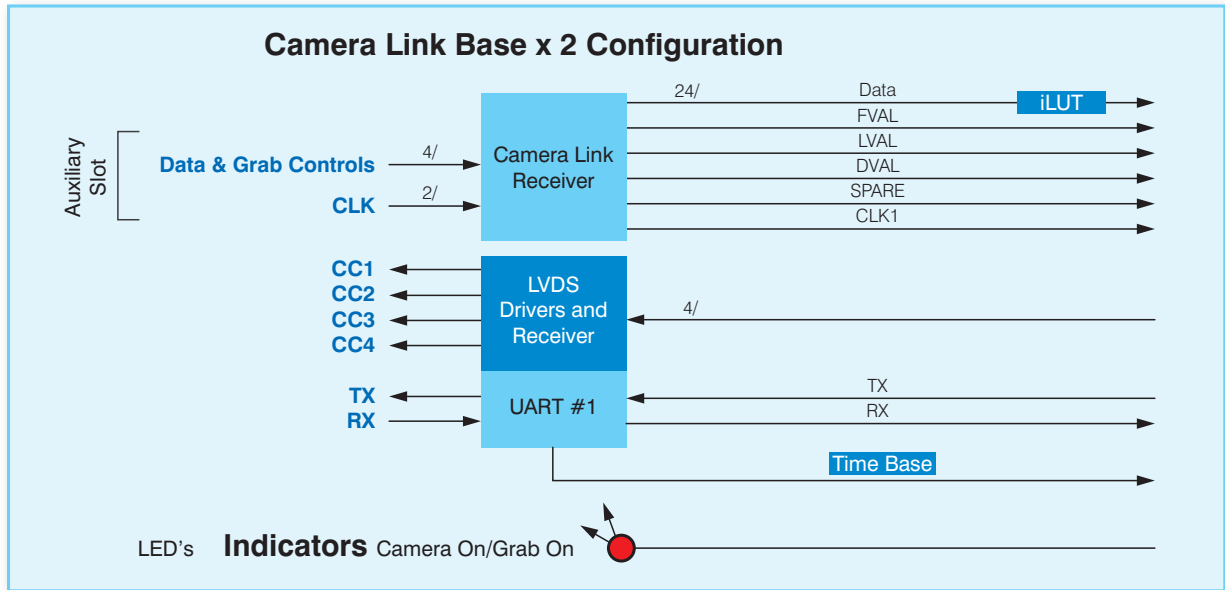 Camera Link Base x 2 Configuration
Auxiliary
Slot
Data & Grab Controls
4/
CLK
2/
Camera Link
Receiver
24/
Data
iLUT
FVAL
LVAL
DVAL
SPARE
CLK1
CC1
CC2
CC3
CC4
LVDS
Drivers and
Receiver
4/
TX
RX
UART #1
TX
RX
Time Base
LED's Indicators Camera On/Grab On